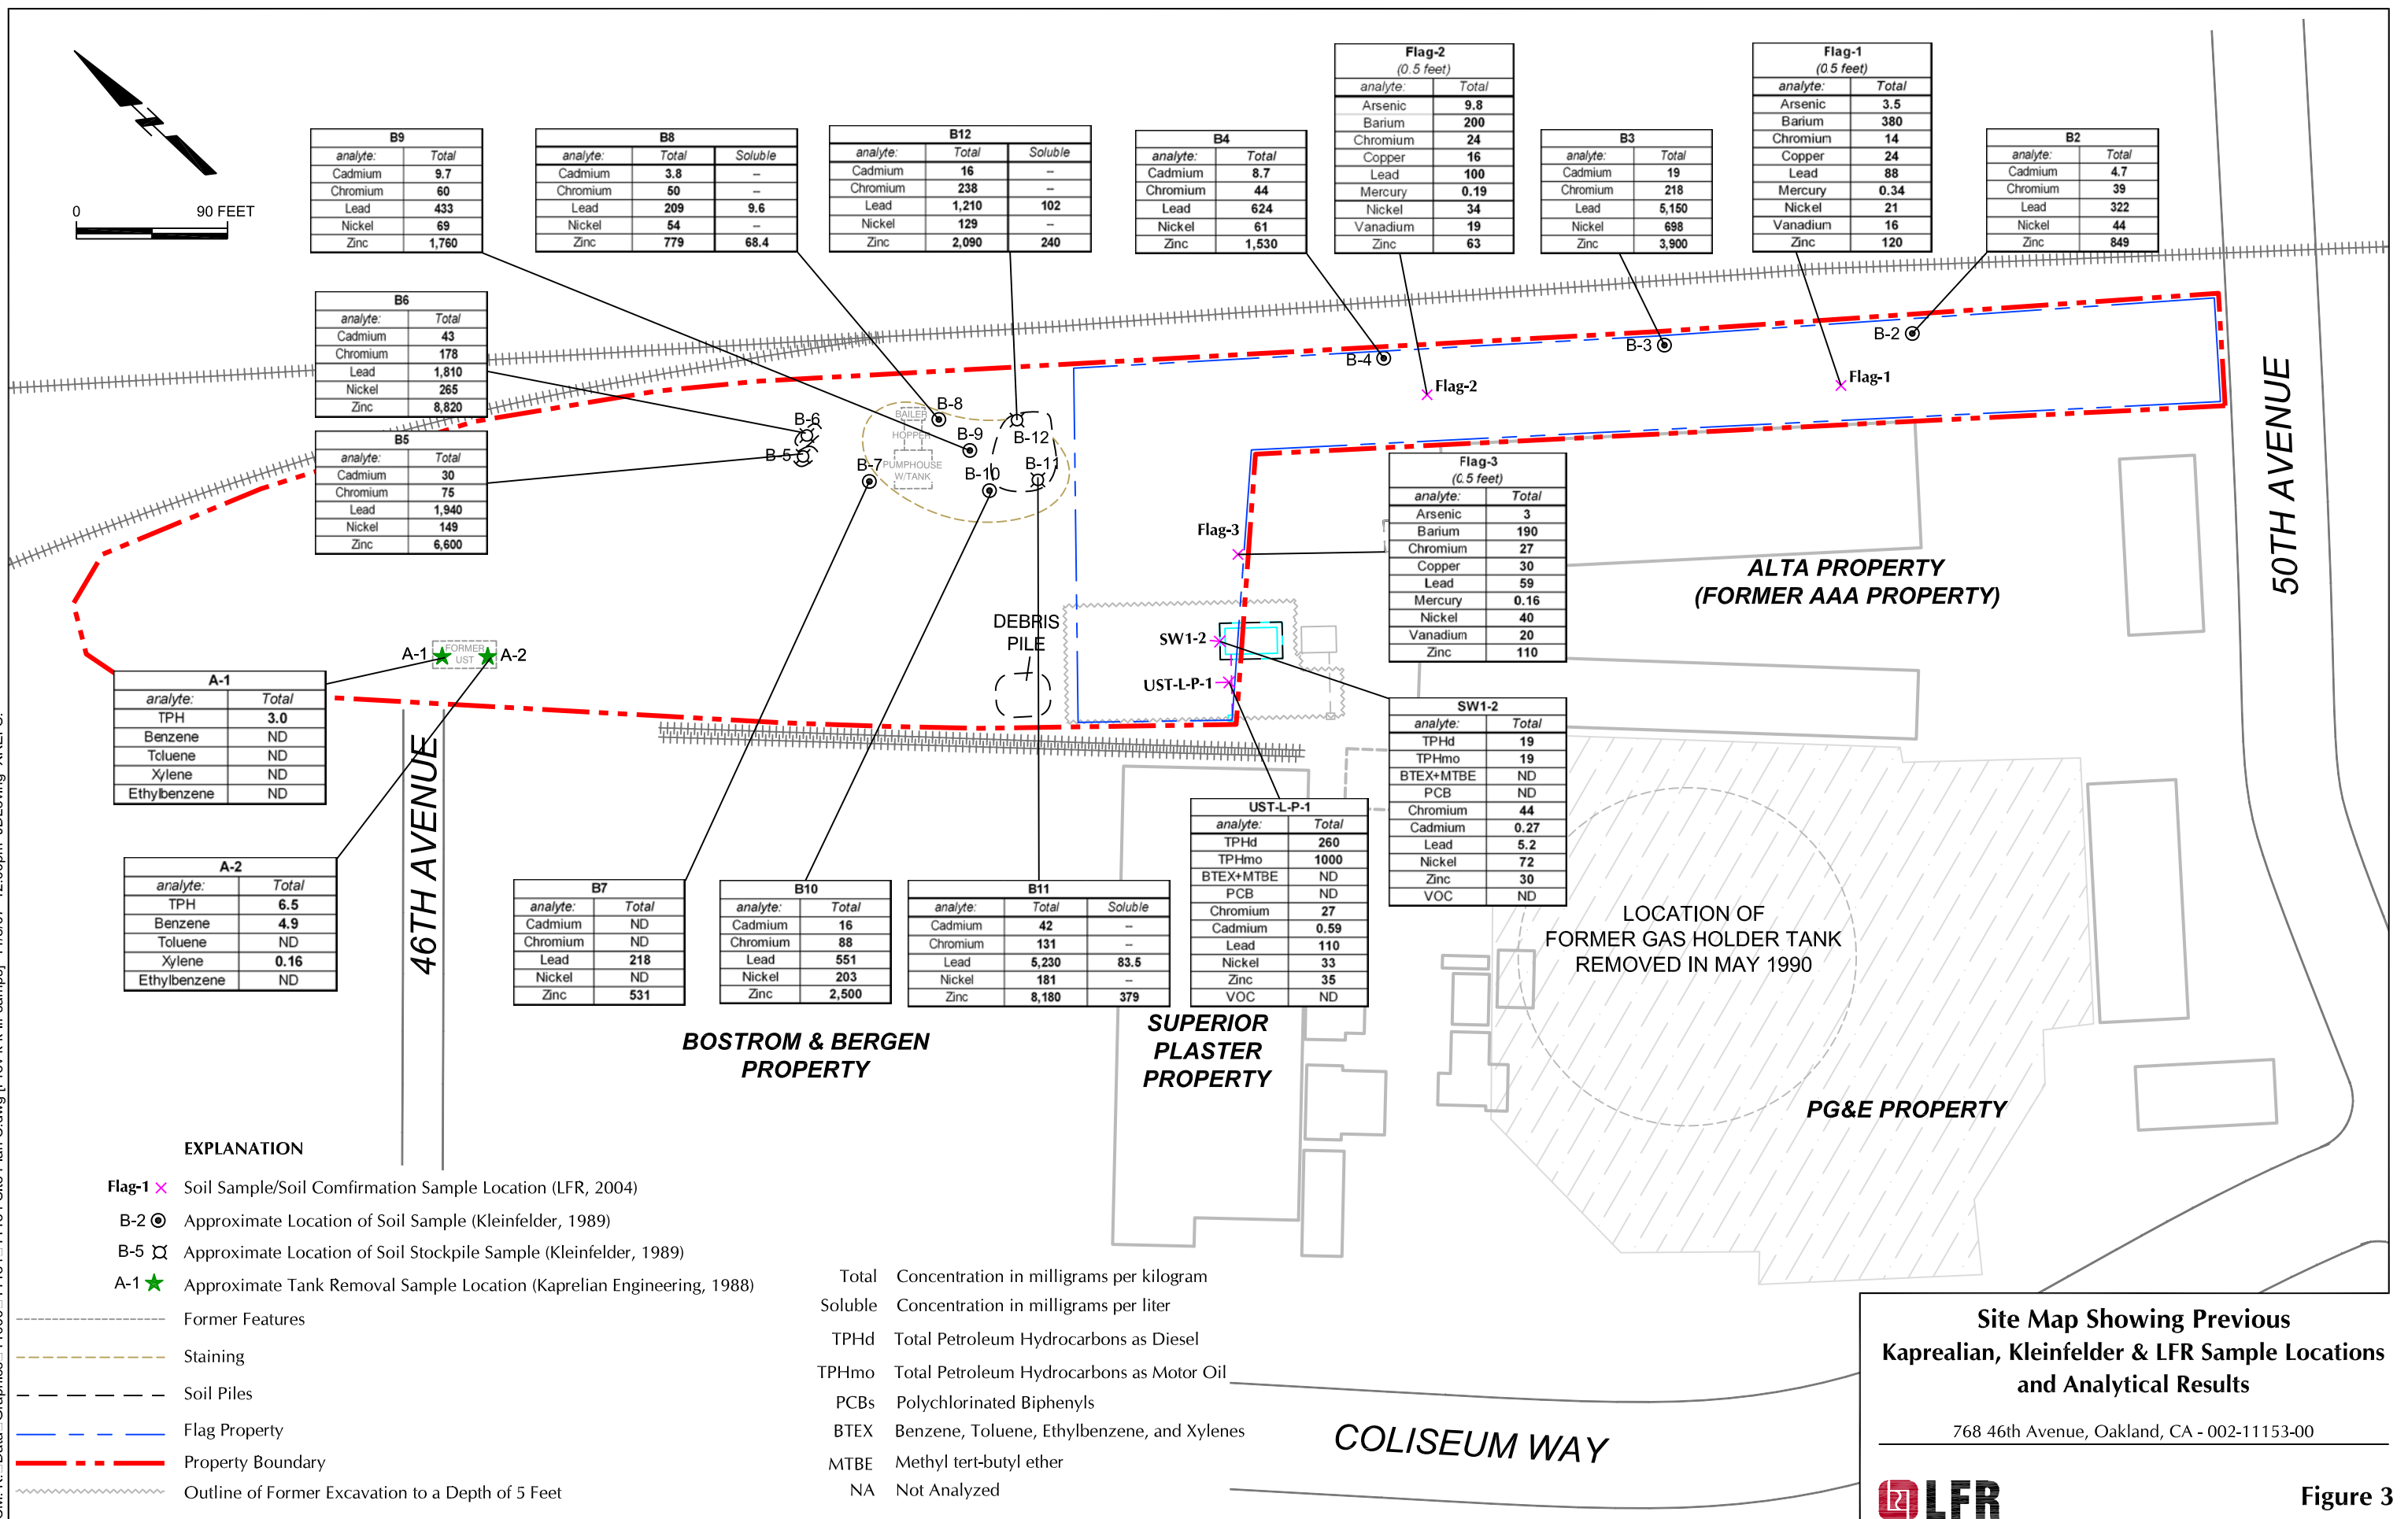 0 90 FEET
B9
analyte: Total
Cadmium 9.7
Chromium 60
Lead 433
Nickel 69
Zinc 1,760
B8
analyte: Total Soluble
Cadmium 3.8 --
Chromium 50 --
Lead 209 9.6
Nickel 54 --
Zinc 779 68.4
B12
analyte: Total Soluble
Cadmium 16 --
Chromium 238 --
Lead 1,210 102
Nickel 129 --
Zinc 2,090 240
B4
analyte: Total
Cadmium 8.7
Chromium 44
Lead 624
Nickel 61
Zinc 1,530
Flag-2
(0.5 feet)
analyte: Total
Arsenic 9.8
Barium 200
Chromium 24
Copper 16
Lead 100
Mercury 0.19
Nickel 34
Vanadium 19
Zinc 63
B3
analyte: Total
Cadmium 19
Chromium 218
Lead 5,150
Nickel 698
Zinc 3,900
Flag-1
(0.5 feet)
analyte: Total
Arsenic 3.5
Barium 380
Chromium 14
Copper 24
Lead 88
Mercury 0.34
Nickel 21
Vanadium 16
Zinc 120
B2
analyte: Total
Cadmium 4.7
Chromium 39
Lead 322
Nickel 44
Zinc 849
B6
analyte: Total
Cadmium 43
Chromium 178
Lead 1,810
Nickel 265
Zinc 8,820
B5
analyte: Total
Cadmium 30
Chromium 75
Lead 1,940
Nickel 149
Zinc 6,600
B-6
B-5
B-7
B-8
B-9
B-10
B-12
B-11
BAILER
HOPPER
PUMPHOUSE
W/TANK
B-4
Flag-2
B-3
B-2
Flag-1
50TH AVENUE
Flag-3
Flag-3
(0.5 feet)
analyte: Total
Arsenic 3
Barium 190
Chromium 27
Copper 30
Lead 59
Mercury 0.16
Nickel 40
Vanadium 20
Zinc 110
ALTA PROPERTY
(FORMER AAA PROPERTY)
DEBRIS
PILE
SW1-2
UST-L-P-1
A-1
FORMER
UST
A-2
A-1
analyte: Total
TPH 3.0
Benzene ND
Toluene ND
Xylene ND
Ethylbenzene ND
A-2
analyte: Total
TPH 6.5
Benzene 4.9
Toluene ND
Xylene 0.16
Ethylbenzene ND
46TH AVENUE
B7
analyte: Total
Cadmium ND
Chromium ND
Lead 218
Nickel ND
Zinc 531
B10
analyte: Total
Cadmium 16
Chromium 88
Lead 551
Nickel 203
Zinc 2,500
B11
analyte: Total Soluble
Cadmium 42 --
Chromium 131 --
Lead 5,230 83.5
Nickel 181 --
Zinc 8,180 379
UST-L-P-1
analyte: Total
TPHd 260
TPHmo 1000
BTEX+MTBE ND
PCB ND
Chromium 27
Cadmium 0.59
Lead 110
Nickel 33
Zinc 35
VOC ND
SW1-2
analyte: Total
TPHd 19
TPHmo 19
BTEX+MTBE ND
PCB ND
Chromium 44
Cadmium 0.27
Lead 5.2
Nickel 72
Zinc 30
VOC ND
LOCATION OF
FORMER GAS HOLDER TANK
REMOVED IN MAY 1990
BOSTROM & BERGEN
PROPERTY
SUPERIOR
PLASTER
PROPERTY
PG&E PROPERTY
EXPLANATION
Flag-1 Soil Sample/Soil Comfirmation Sample Location (LFR, 2004)
B-2 Approximate Location of Soil Sample (Kleinfelder, 1989)
B-5 Approximate Location of Soil Stockpile Sample (Kleinfelder, 1989)
A-1 Approximate Tank Removal Sample Location (Kaprelian Engineering, 1988)
Former Features
Staining
Soil Piles
Flag Property
Property Boundary
Outline of Former Excavation to a Depth of 5 Feet
Total Concentration in milligrams per kilogram
Soluble Concentration in milligrams per liter
TPHd Total Petroleum Hydrocarbons as Diesel
TPHmo Total Petroleum Hydrocarbons as Motor Oil
PCBs Polychlorinated Biphenyls
BTEX Benzene, Toluene, Ethylbenzene, and Xylenes
MTBE Methyl tert-butyl ether
NA Not Analyzed
COLISEUM WAY
Site Map Showing Previous
Kaprealian, Kleinfelder & LFR Sample Locations
and Analytical Results
768 46th Avenue, Oakland, CA - 002-11153-00
LFR
Figure 3